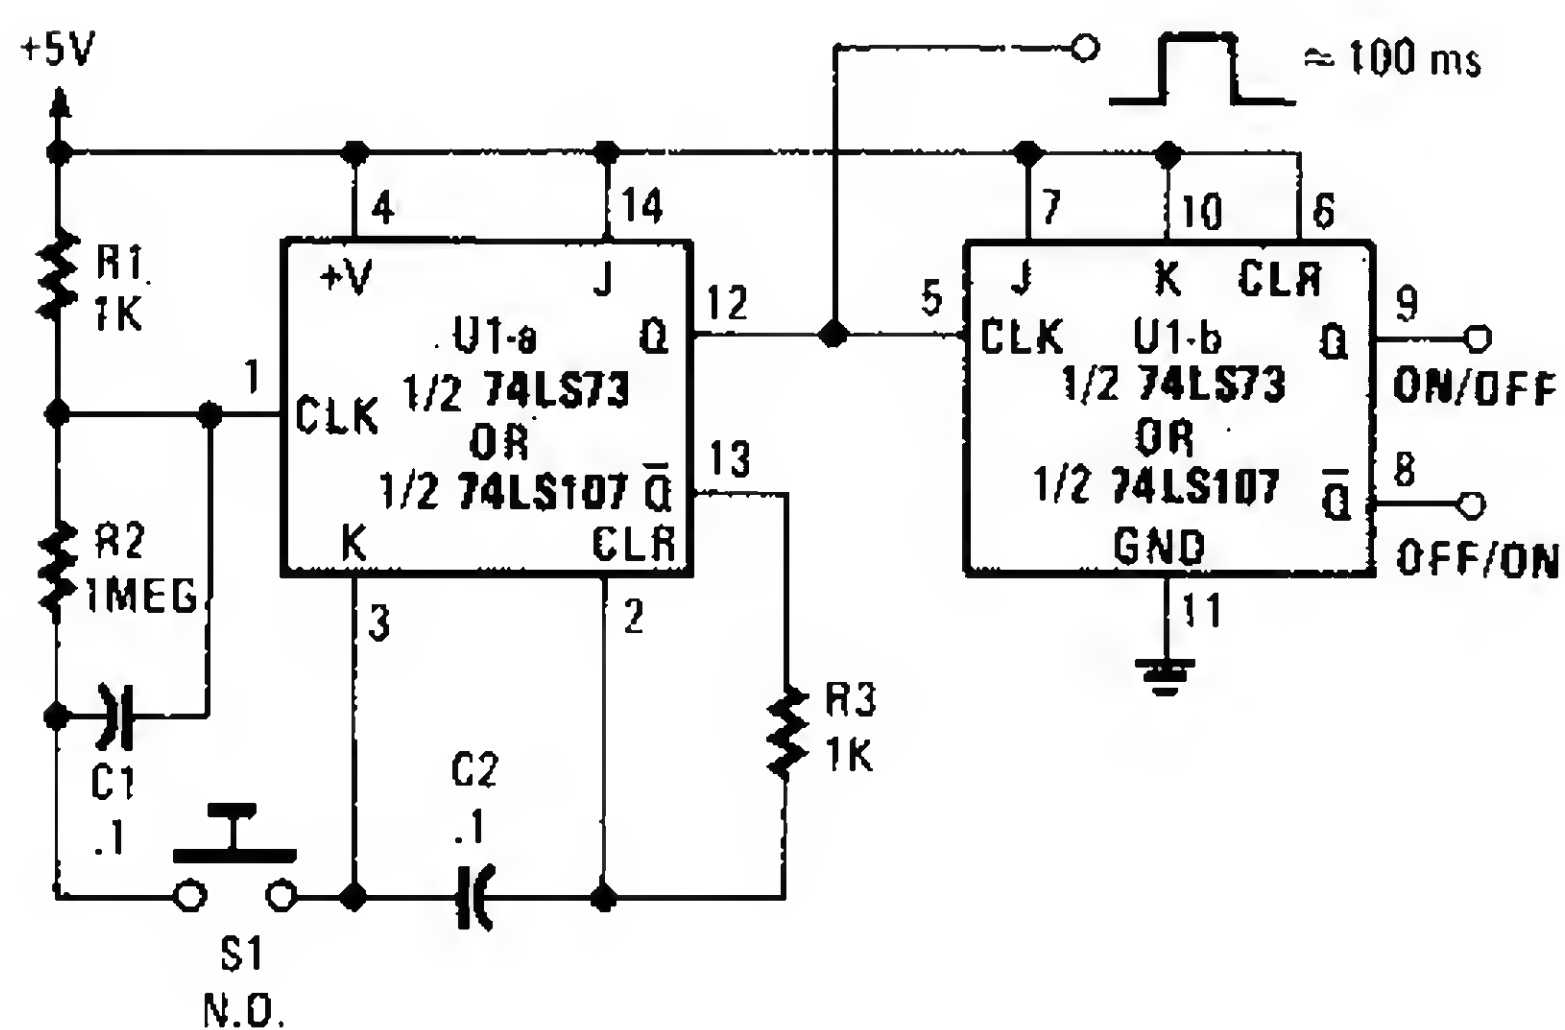 +5V
≈ 100 ms
4
14
7
10
6
R1
1K
+V
J
J
K
CLR
12
5
9
U1-a
Q
CLK
U1-b
Q
1
1/2 74LS73
1/2 74LS73
ON/OFF
CLK
OR
13
OR
1/2 74LS107
Q̅
1/2 74LS107
Q̅
8
R2
1MEG
K
CLR
GND
OFF/ON
3
2
11
R3
1K
C1
.1
C2
.1
S1
N.O.